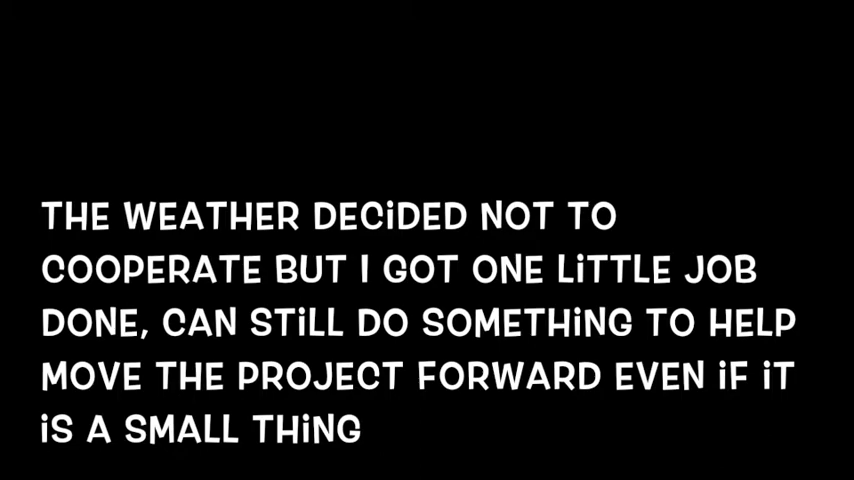 THE WEATHER DECiDED NOT TO
COOPERATE BUT I GOT ONE LiTTLE JOB
DONE, CAN STiLL DO SOMETHiNG TO HELP
MOVE THE PROJECT FORWARD EVEN iF iT
iS A SMALL THiNG